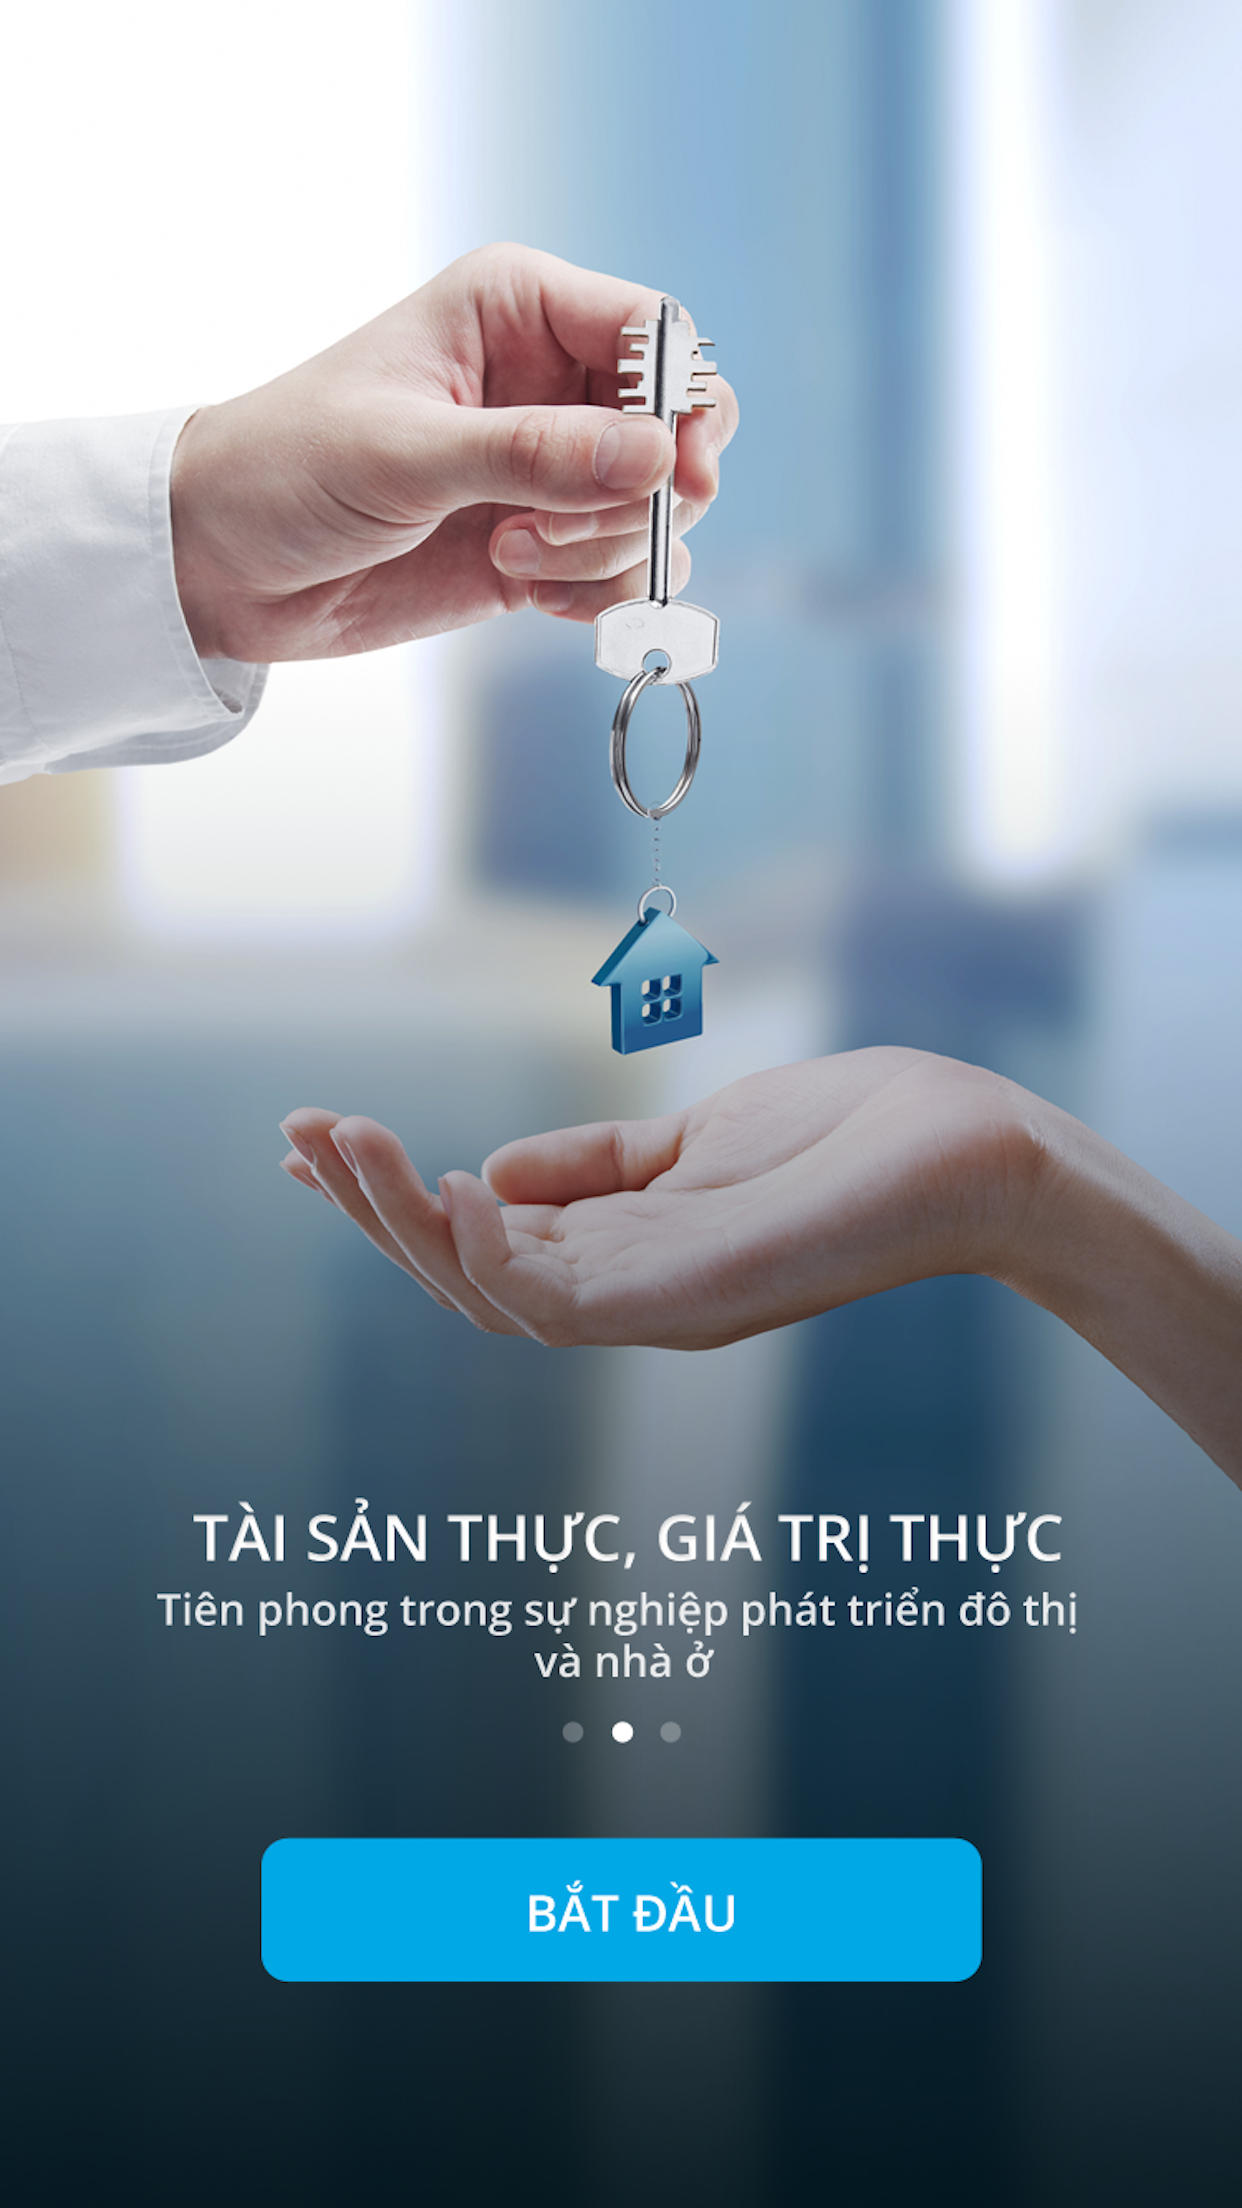 TÀI SẢN THỰC, GIÁ TRỊ THỰC
Tiên phong trong sự nghiệp phát triển đô thị
và nhà ở
BẮT ĐẦU